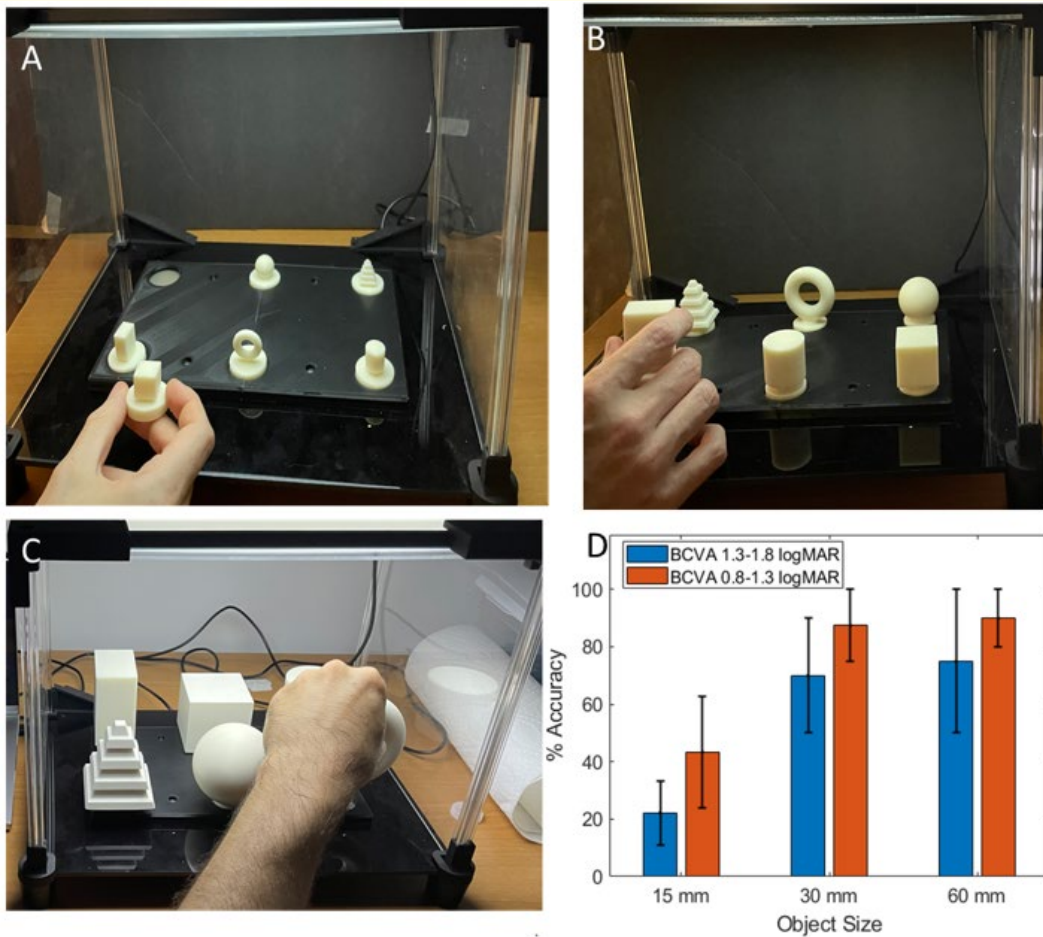 A
B
C
D
BCVA 1.3-1.8 logMAR
BCVA 0.8-1.3 logMAR
100
80
60
40
20
0
% Accuracy
15 mm
30 mm
60 mm
Object Size